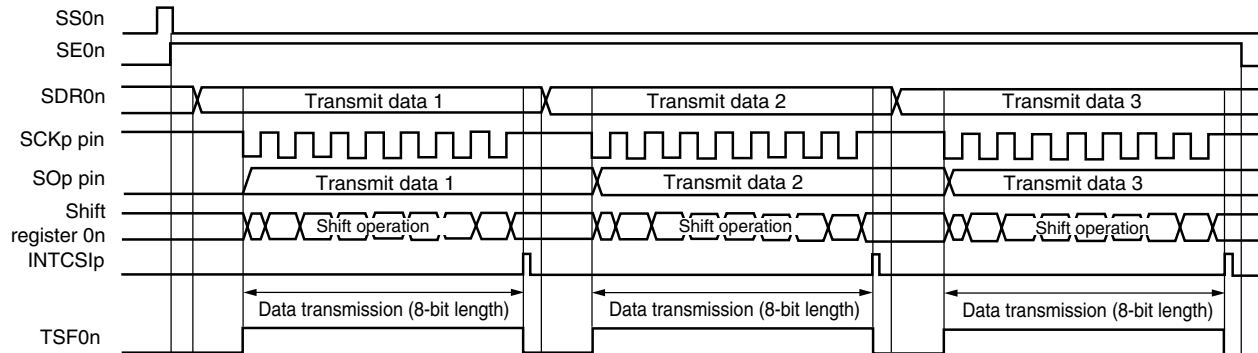 SS0n
SE0n
SDR0n Transmit data 1 Transmit data 2 Transmit data 3
SCKp pin
SOp pin Transmit data 1 Transmit data 2 Transmit data 3
Shift
register 0n Shift operation Shift operation Shift operation
INTCSIp
Data transmission (8-bit length) Data transmission (8-bit length) Data transmission (8-bit length)
TSF0n